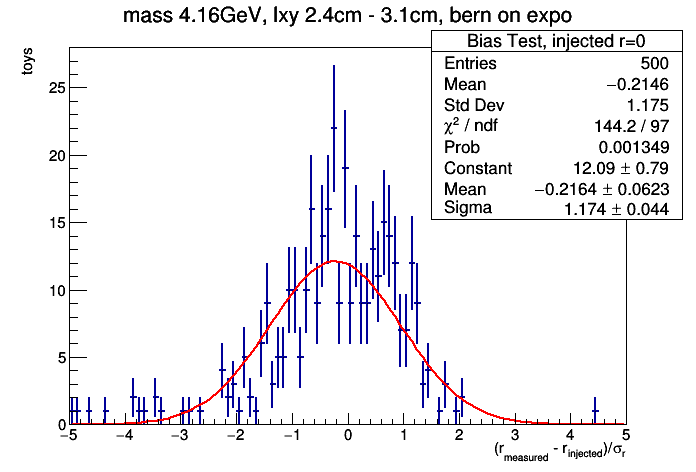 mass 4.16GeV, lxy 2.4cm - 3.1cm, bern on expo
Bias Test, injected r=0
Entries 500
Mean −0.2146
Std Dev 1.175
χ² / ndf 144.2 / 97
Prob 0.001349
Constant 12.09 ± 0.79
Mean −0.2164 ± 0.0623
Sigma 1.174 ± 0.044
toys
25
20
15
10
5
0
−5 −4 −3 −2 −1 0 1 2 3 4 5
(r_measured - r_injected)/σ_r